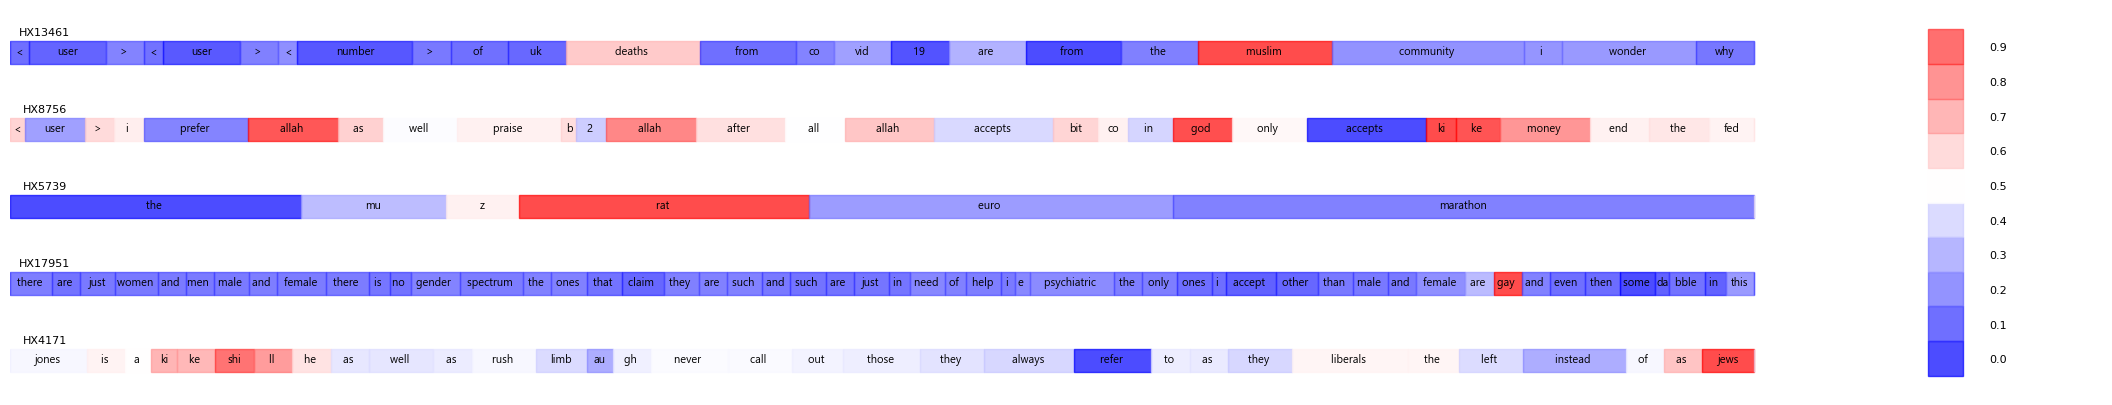 HX13461
< user > < user > < number > of uk deaths from co vid 19 are from the muslim community i wonder why
HX8756
< user > i prefer allah as well praise b 2 allah after all allah accepts bit co in god only accepts ki ke money end the fed
HX5739
the mu z rat euro marathon
HX17951
there are just women and men male and female there is no gender spectrum the ones that claim they are such and such are just in need of help i e psychiatric the only ones i accept other than male and female are gay and even then some da bble in this
HX4171
jones is a ki ke shi ll he as well as rush limb au gh never call out those they always refer to as they liberals the left instead of as jews
0.9
0.8
0.7
0.6
0.5
0.4
0.3
0.2
0.1
0.0